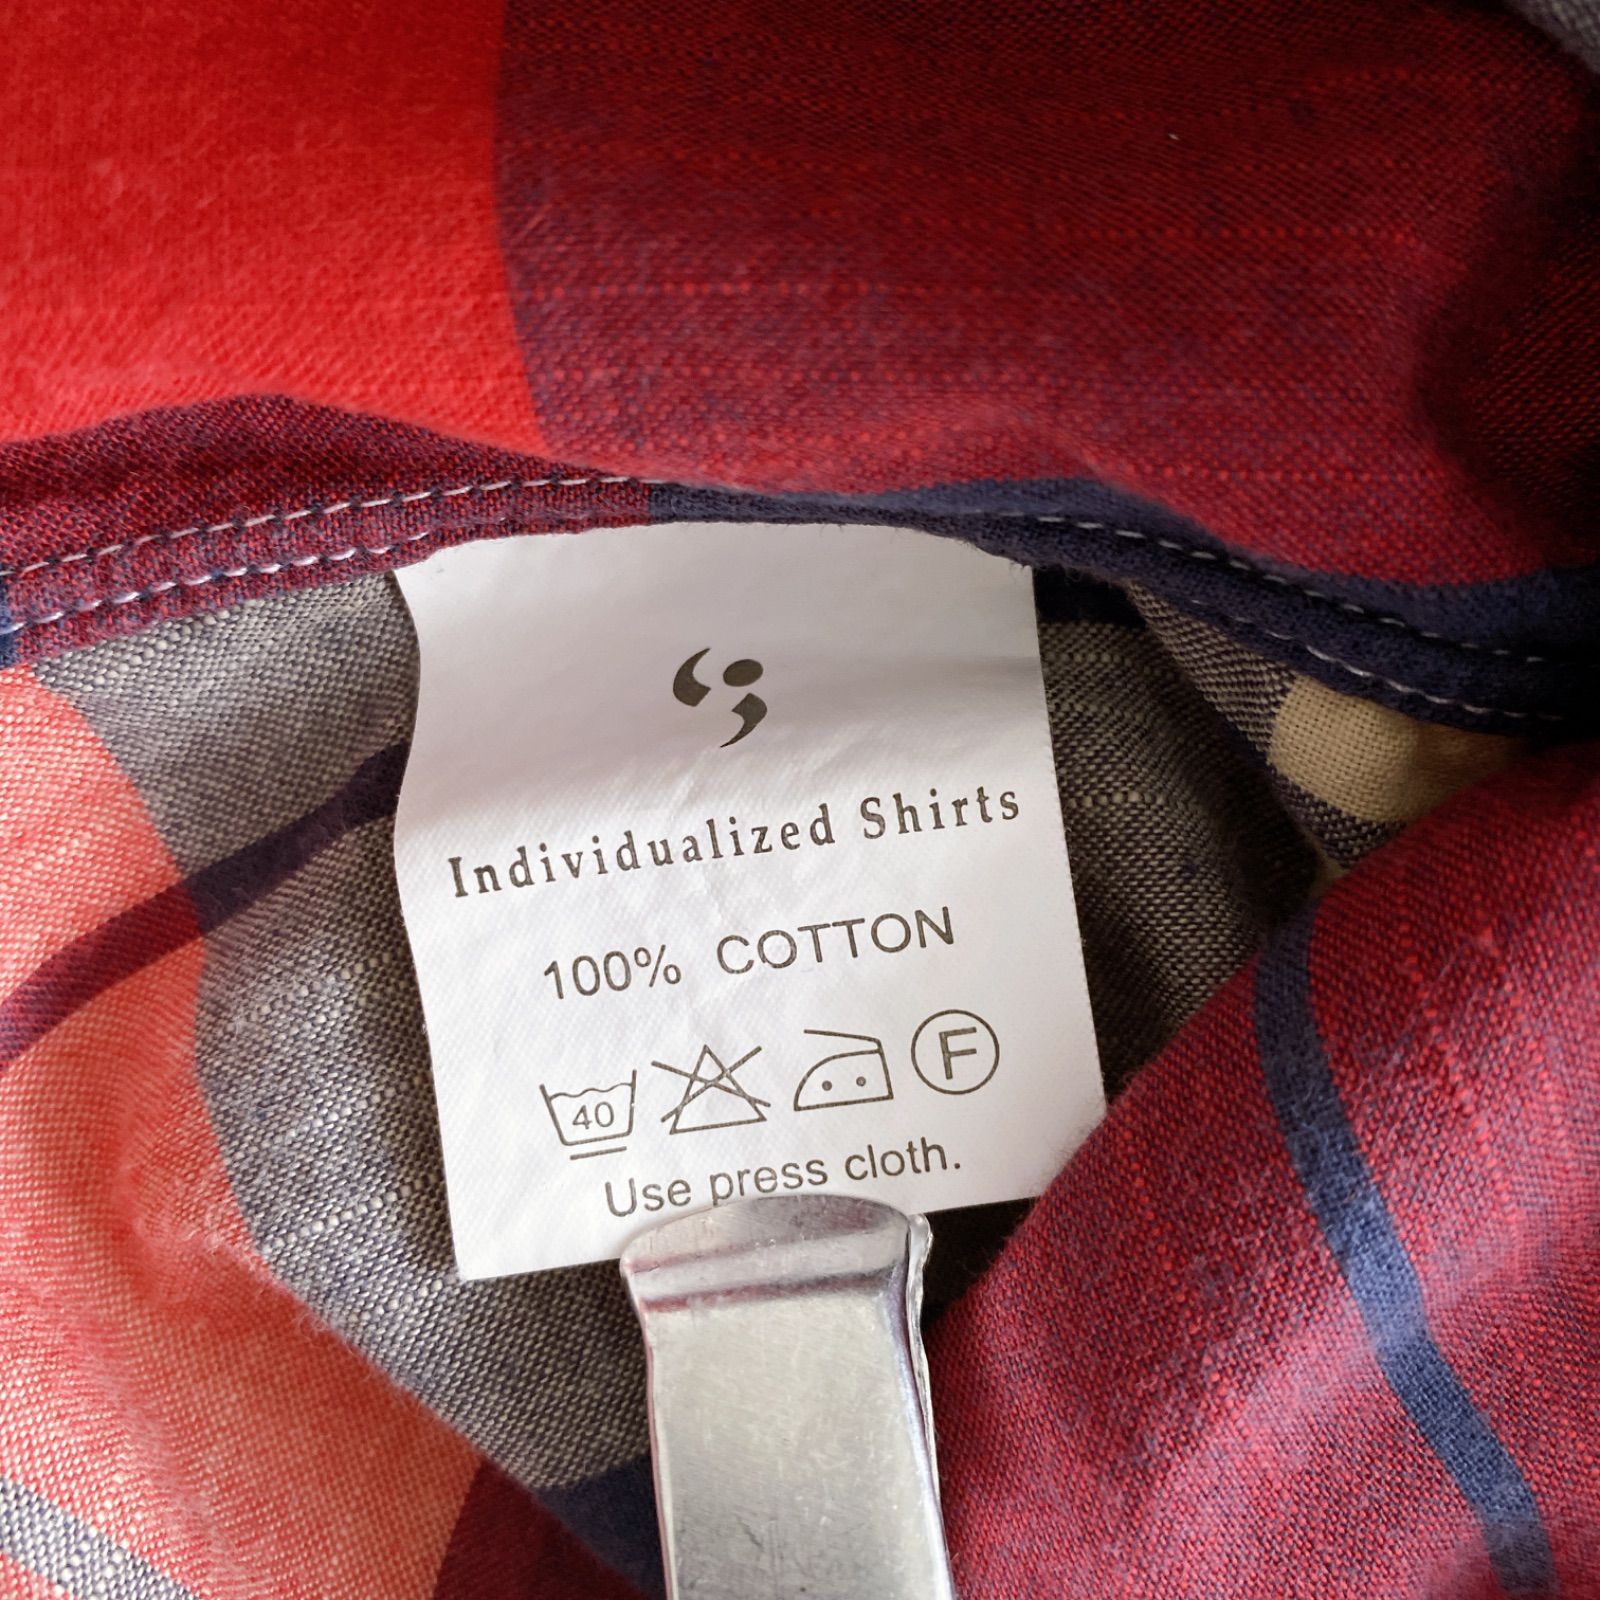 Individualized Shirts
100% COTTON
40
F
Use press cloth.